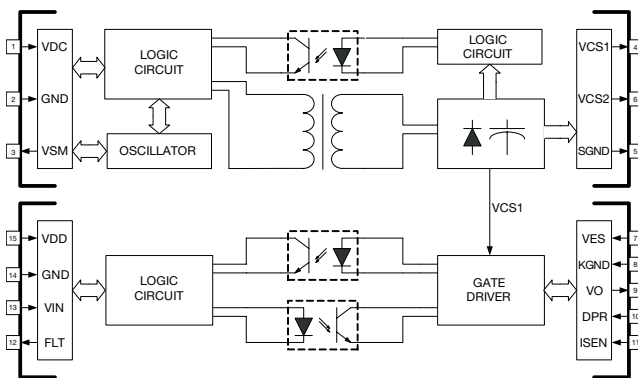 1 VDC
2 GND
3 VSM
LOGIC
CIRCUIT
OSCILLATOR
LOGIC
CIRCUIT
VCS1 4
VCS2 6
SGND 5
VCS1
15 VDD
14 GND
13 VIN
12 FLT
LOGIC
CIRCUIT
GATE
DRIVER
VES 7
KGND 8
VO 9
DPR 10
ISEN 11